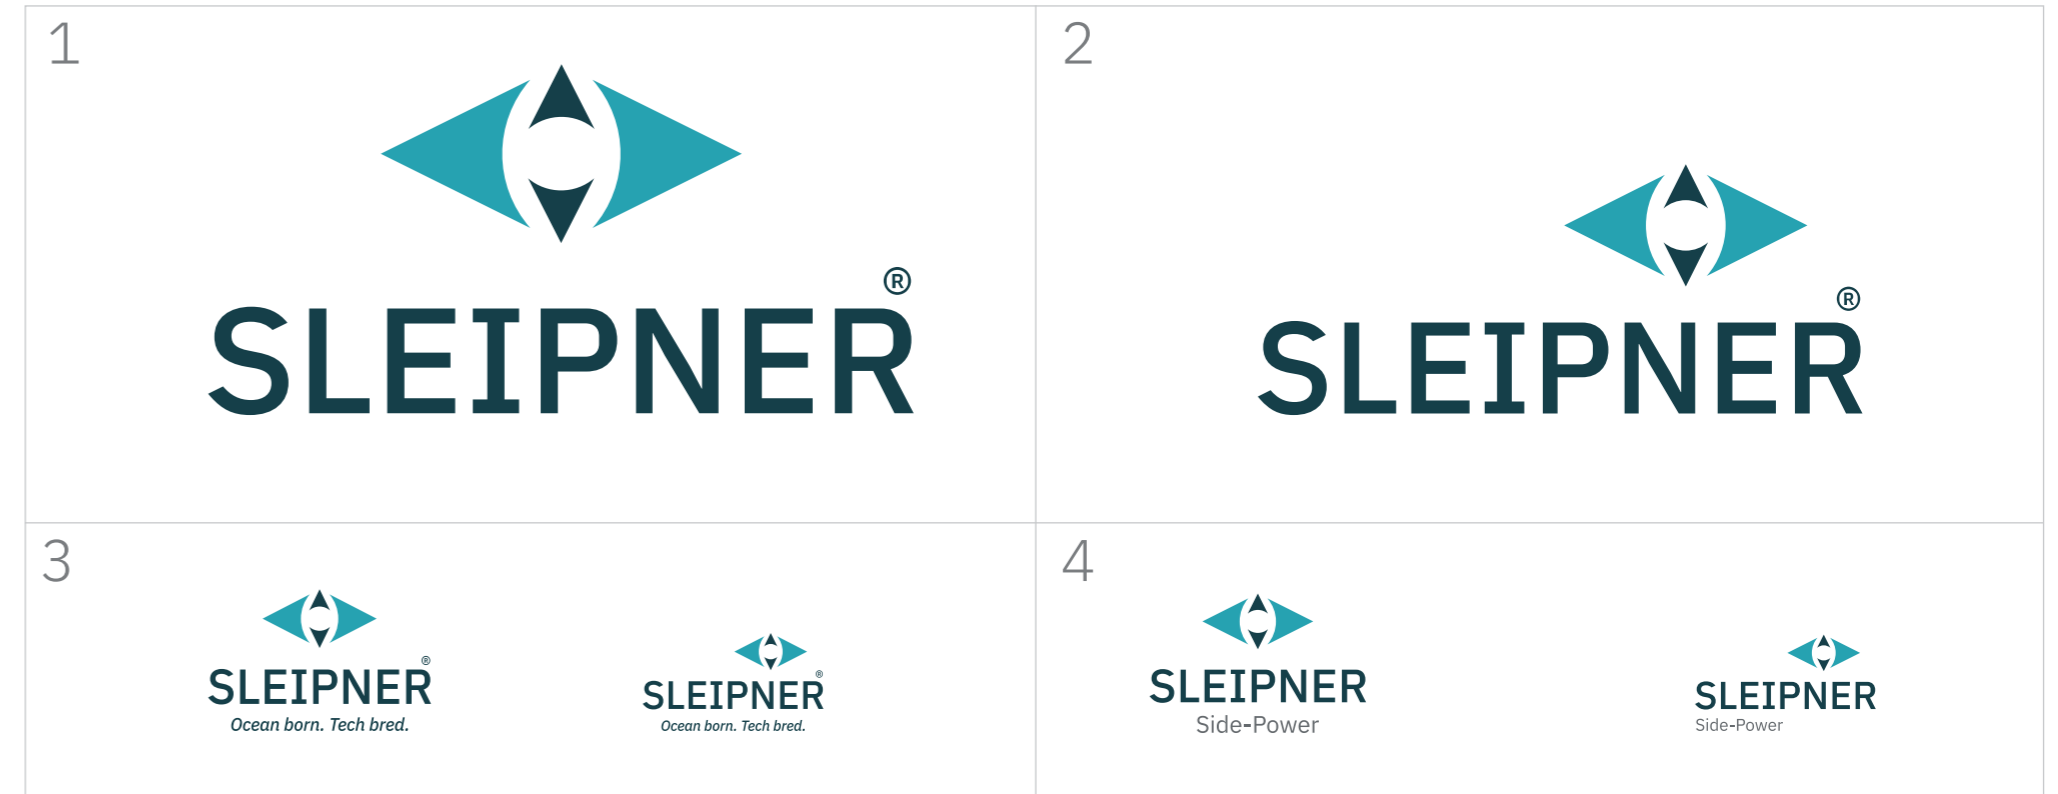 1
SLEIPNER®
2
SLEIPNER®
3
SLEIPNER®
Ocean born. Tech bred.
SLEIPNER®
Ocean born. Tech bred.
4
SLEIPNER
Side-Power
SLEIPNER
Side-Power